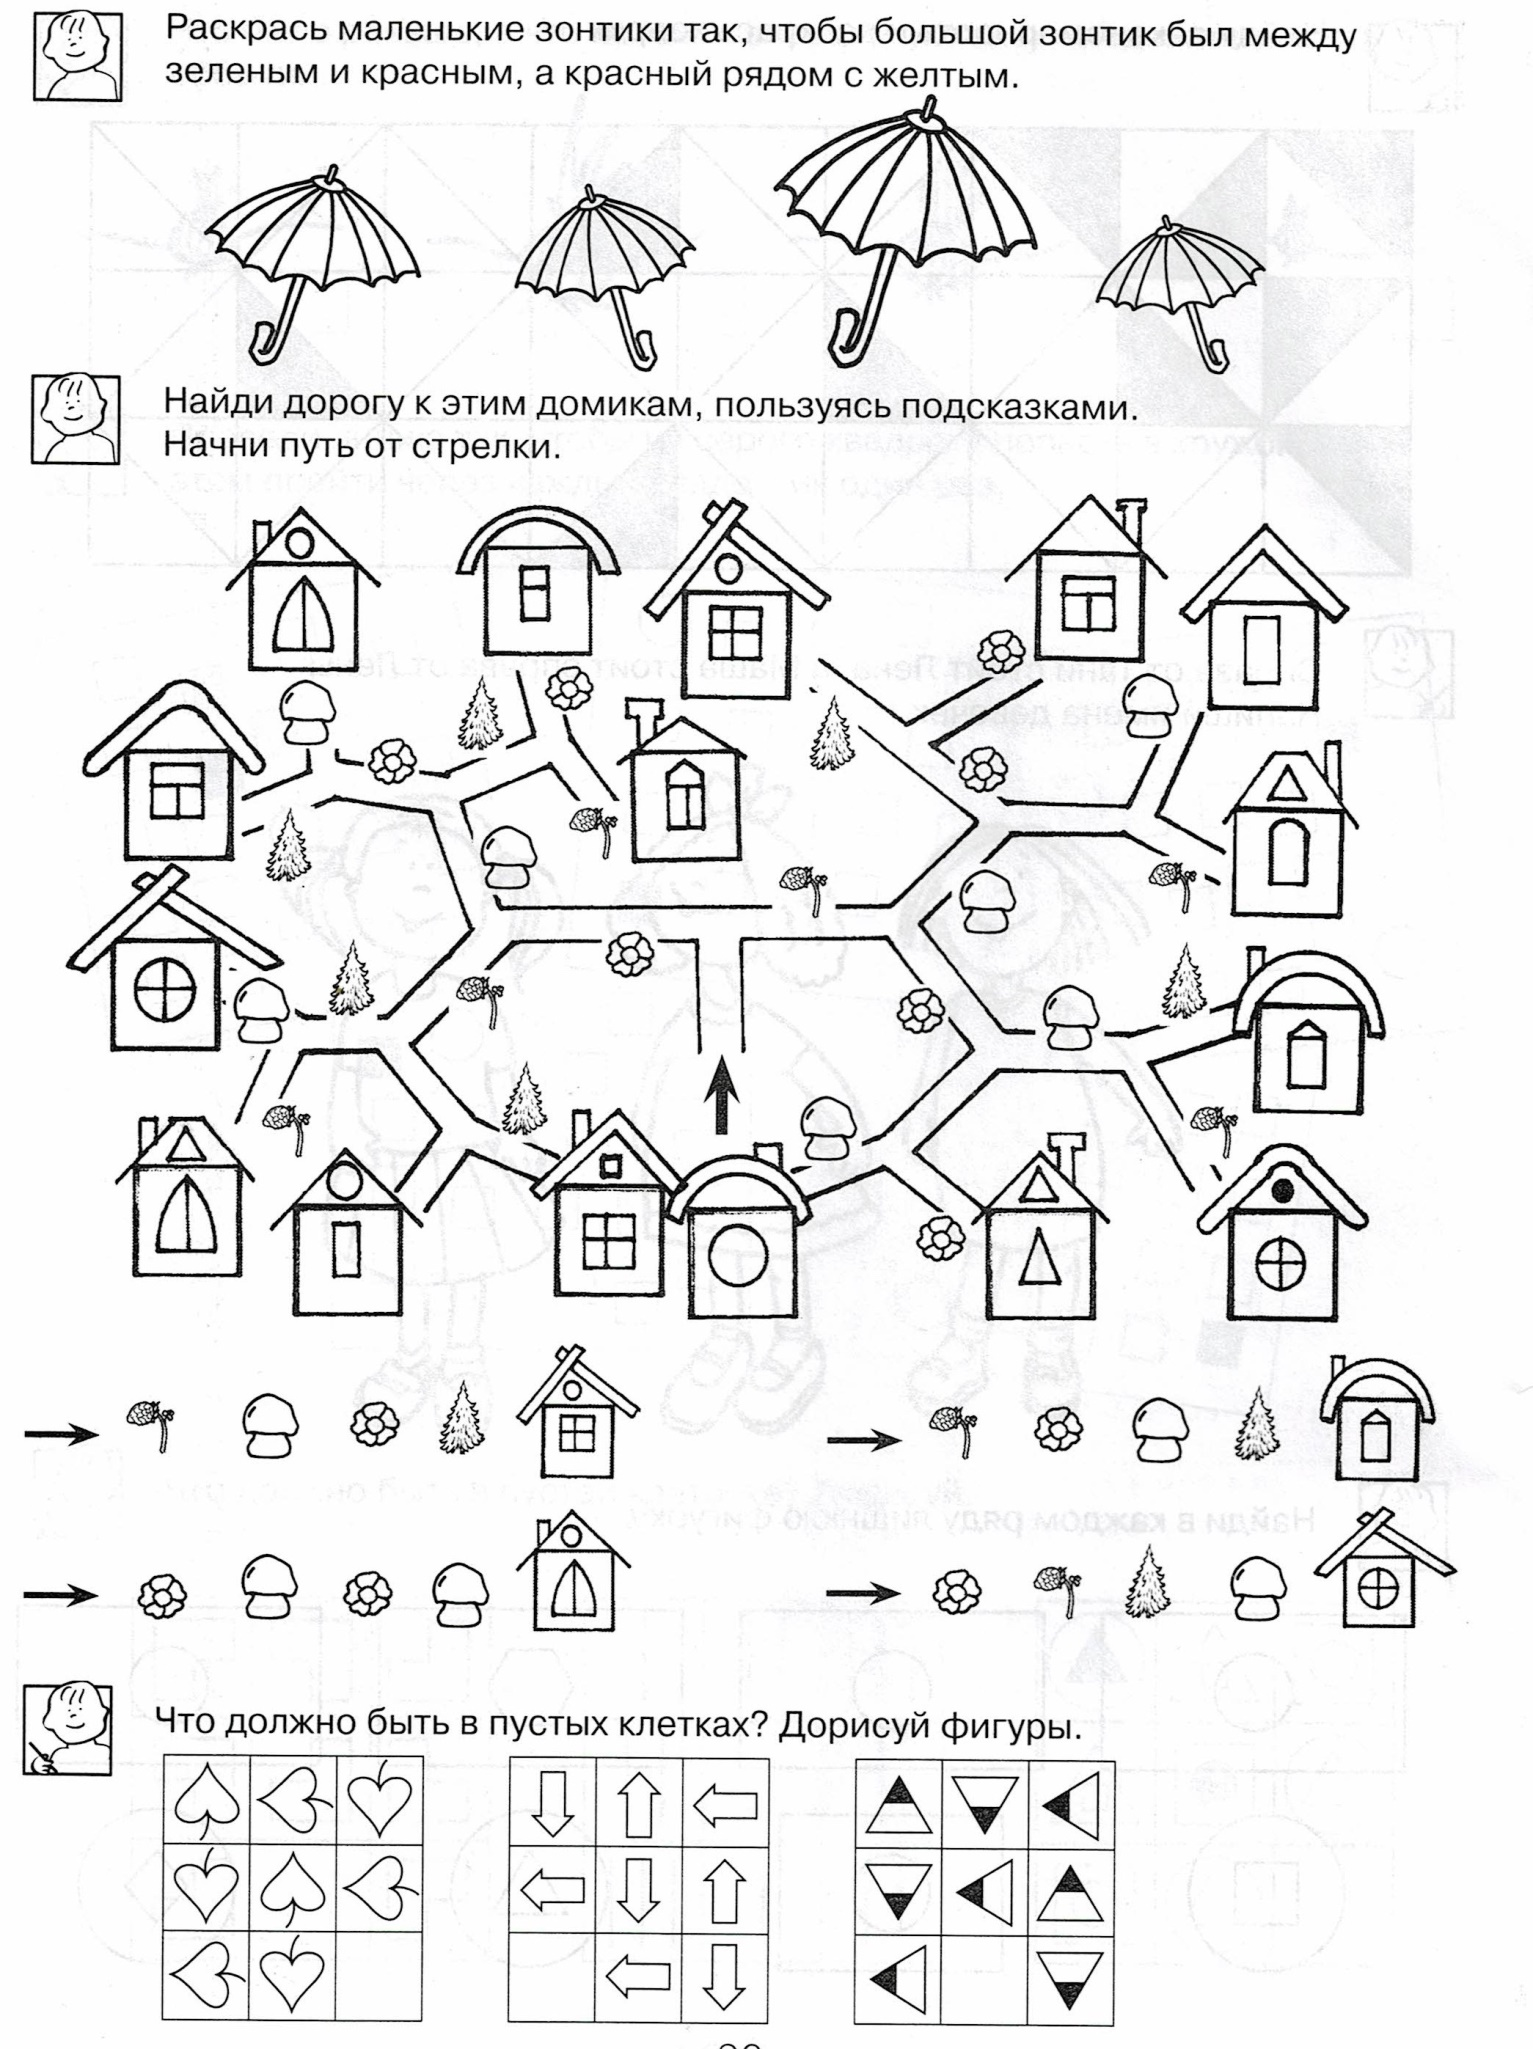 Раскрась маленькие зонтики так, чтобы большой зонтик был между
зеленым и красным, а красный рядом с желтым.
Найди дорогу к этим домикам, пользуясь подсказками.
Начни путь от стрелки.
Что должно быть в пустых клетках? Дорисуй фигуры.